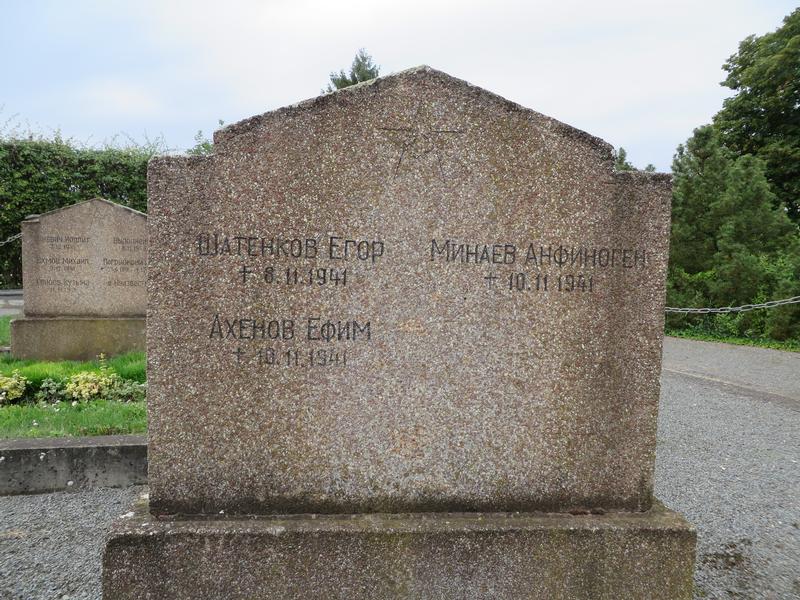 Шатенков Егор
† 8.11.1941
Минаев Анфиноген
† 10.11.1941
Ахенов Ефим
† 10.11.1941